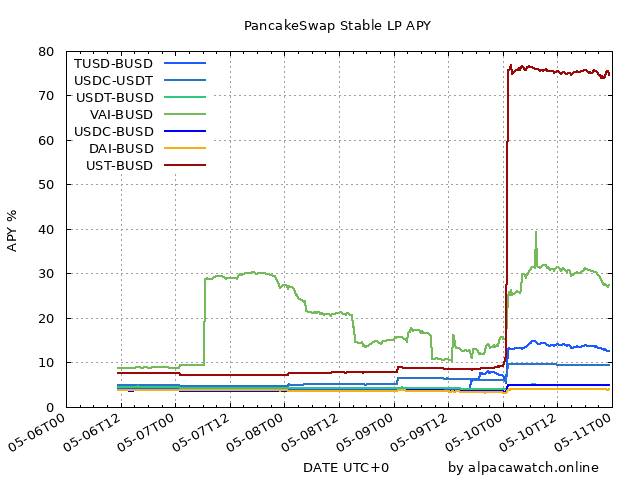 PancakeSwap Stable LP APY
APY %
80
70
60
50
40
30
20
10
0
TUSD-BUSD
USDC-USDT
USDT-BUSD
VAI-BUSD
USDC-BUSD
DAI-BUSD
UST-BUSD
05-06T00
05-06T12
05-07T00
05-07T12
05-08T00
05-08T12
05-09T00
05-09T12
05-10T00
05-10T12
05-11T00
DATE UTC+0
by alpacawatch.online